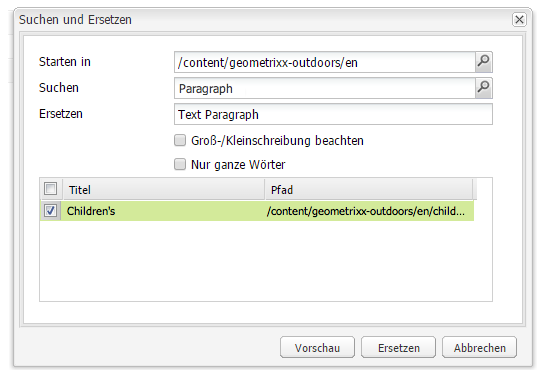 Suchen und Ersetzen
Starten in /content/geometrixx-outdoors/en
Suchen Paragraph
Ersetzen Text Paragraph
Groß-/Kleinschreibung beachten
Nur ganze Wörter
Titel Pfad
Children's /content/geometrixx-outdoors/en/child...
Vorschau Ersetzen Abbrechen